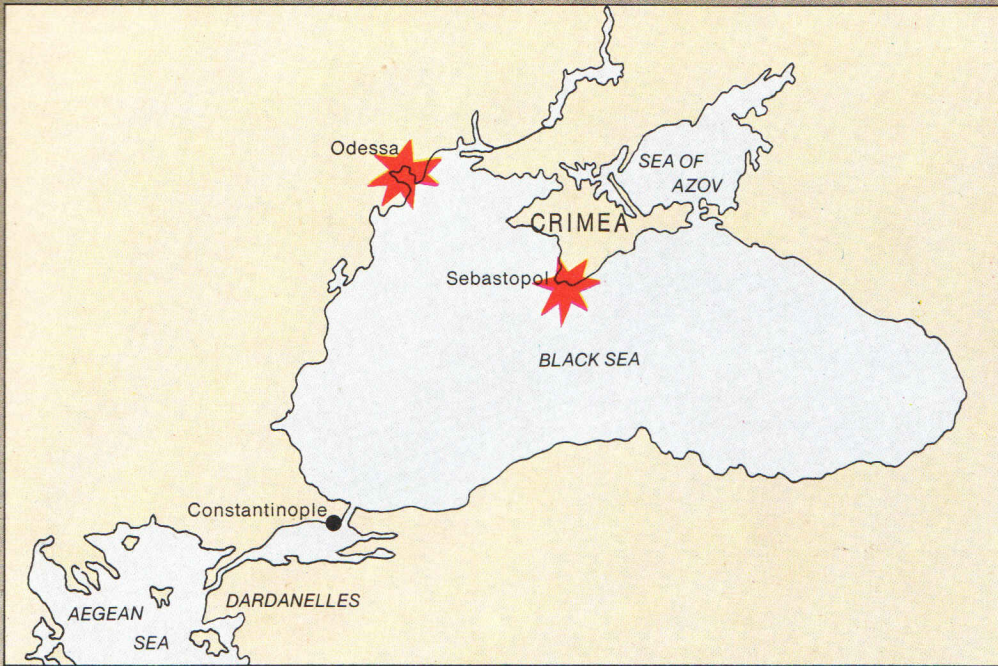 Odessa
SEA OF
AZOV
CRIMEA
Sebastopol
BLACK SEA
Constantinople
DARDANELLES
AEGEAN
SEA